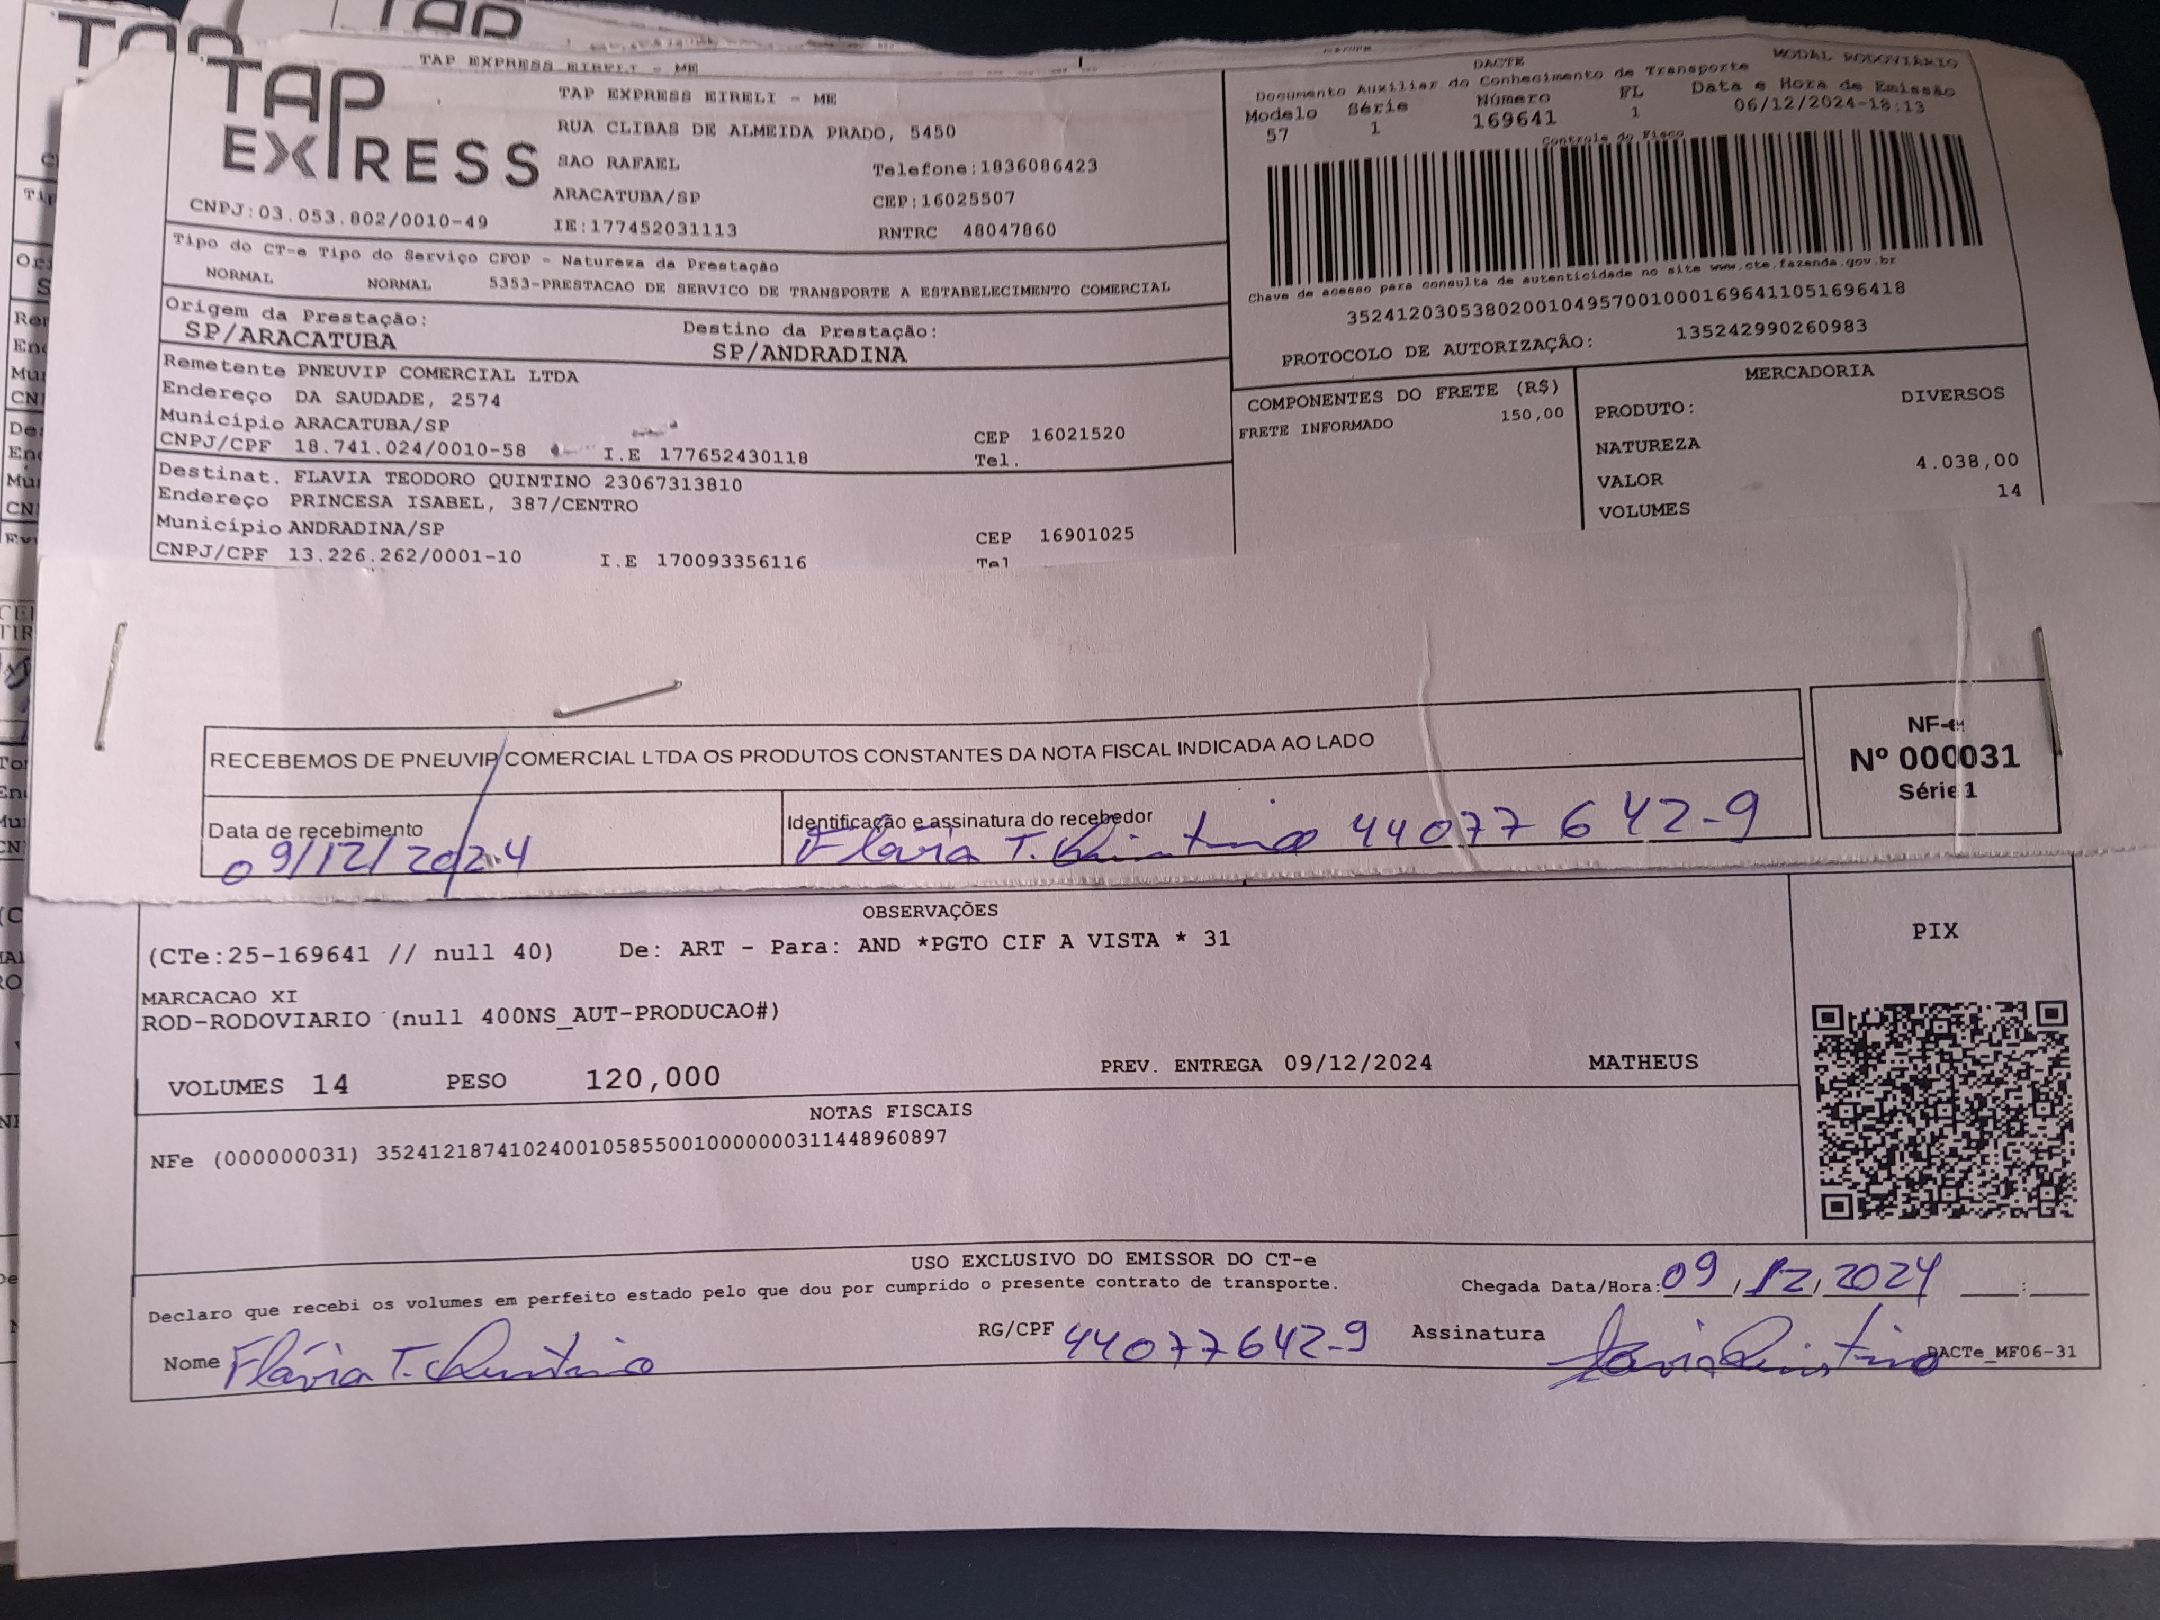 TAP EXPRESS
TAP EXPRESS EIRELI - ME
TAP EXPRESS EIRELI - ME
RUA CLIBAS DE ALMEIDA PRADO, 5450
SAO RAFAEL Telefone:1836086423
ARACATUBA/SP CEP:16025507
CNPJ:03.053.802/0010-49 IE:177452031113 RNTRC 48047860
DACTE MODAL RODOVIÁRIO
Documento Auxiliar do Conhecimento de Transporte
Modelo Série Número FL Data e Hora de Emissão
57 1 169641 1 06/12/2024-18:13
Controle do Fisco
Chave de acesso para consulta de autenticidade no site www.cte.fazenda.gov.br
35241203053802001049570010001696411051696418
PROTOCOLO DE AUTORIZAÇÃO: 135242990260983
Tipo do CT-e Tipo do Serviço CFOP - Natureza da Prestação
NORMAL NORMAL 5353-PRESTACAO DE SERVICO DE TRANSPORTE A ESTABELECIMENTO COMERCIAL
Origem da Prestação: Destino da Prestação:
SP/ARACATUBA SP/ANDRADINA
Remetente PNEUVIP COMERCIAL LTDA
Endereço DA SAUDADE, 2574
Município ARACATUBA/SP CEP 16021520
CNPJ/CPF 18.741.024/0010-58 I.E 177652430118 Tel.
Destinat. FLAVIA TEODORO QUINTINO 23067313810
Endereço PRINCESA ISABEL, 387/CENTRO
Município ANDRADINA/SP CEP 16901025
CNPJ/CPF 13.226.262/0001-10 I.E 170093356116 Tel
COMPONENTES DO FRETE (R$)
FRETE INFORMADO 150,00
MERCADORIA
PRODUTO: DIVERSOS
NATUREZA
VALOR 4.038,00
VOLUMES 14
RECEBEMOS DE PNEUVIP COMERCIAL LTDA OS PRODUTOS CONSTANTES DA NOTA FISCAL INDICADA AO LADO
NF-e
Nº 000031
Série 1
Data de recebimento Identificação e assinatura do recebedor
09/12/2024 Flávia T. Quintino 44077642-9
OBSERVAÇÕES
(CTe:25-169641 // null 40) De: ART - Para: AND *PGTO CIF A VISTA * 31
MARCACAO XI
ROD-RODOVIARIO (null 400NS_AUT-PRODUCAO#)
VOLUMES 14 PESO 120,000 PREV. ENTREGA 09/12/2024 MATHEUS
PIX
NOTAS FISCAIS
NFe (000000031) 35241218741024001058550010000000311448960897
USO EXCLUSIVO DO EMISSOR DO CT-e
Declaro que recebi os volumes em perfeito estado pelo que dou por cumprido o presente contrato de transporte. Chegada Data/Hora: 09/12/2024 :
Nome Flávia T. Quintino RG/CPF 44077642-9 Assinatura Flavia Quintino
DACTe_MF06-31